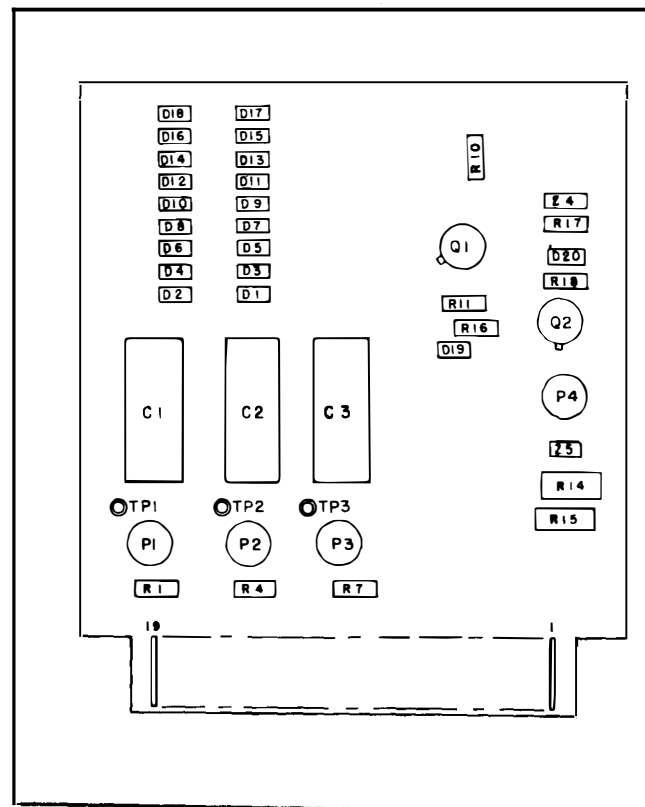 D18 D17
D16 D15
D14 D13
D12 D11
D10 D9
D8 D7
D6 D5
D4 D3
D2 D1
R10
Z4
R17
Q1
D20
R18
R11
Q2
R16
D19
C1 C2 C3
P4
Z5
R14
TP1 TP2 TP3
R15
P1 P2 P3
R1 R4 R7
19 1